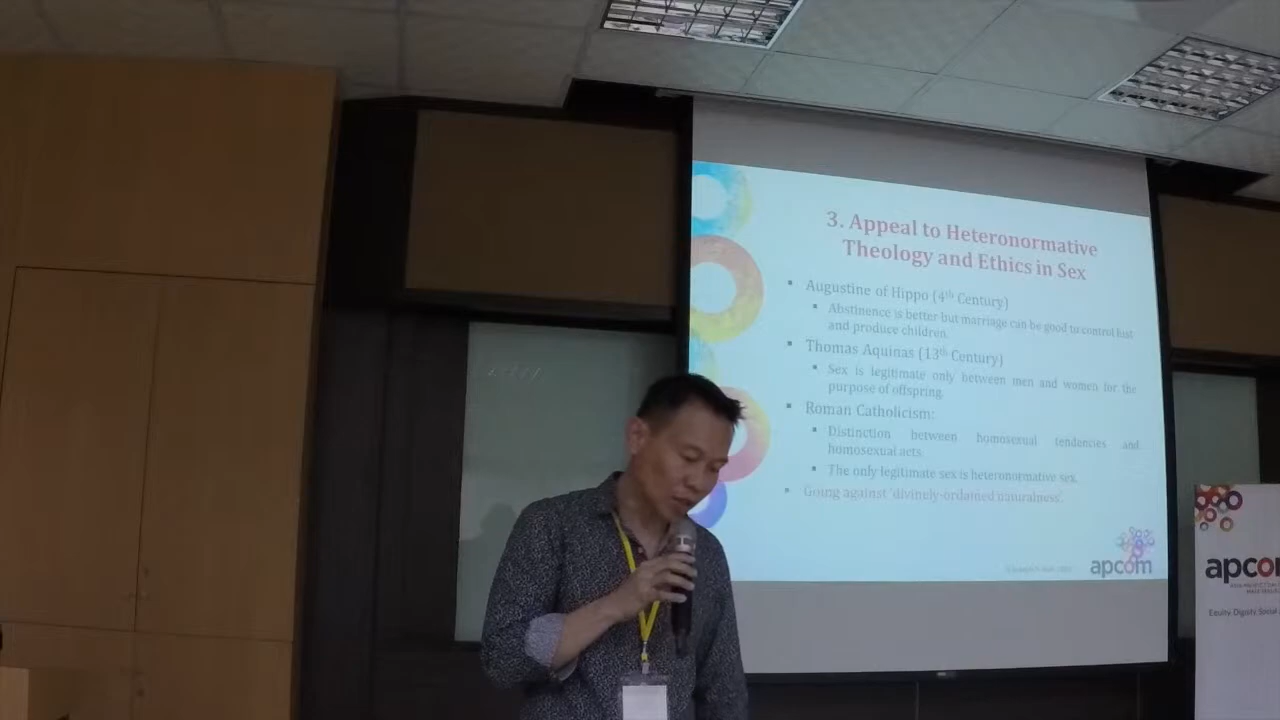 3. Appeal to Heteronormative
Theology and Ethics in Sex
Augustine of Hippo (4th Century)
Abstinence is better but marriage can be good to control lust
and produce children.
Thomas Aquinas (13th Century)
Sex is legitimate only between men and women for the
purpose of offspring.
Roman Catholicism:
Distinction between homosexual tendencies and
homosexual acts.
The only legitimate sex is heteronormative sex.
Going against 'divinely-ordained naturalness'.
apcom
apcom
Equity. Dignity. Social